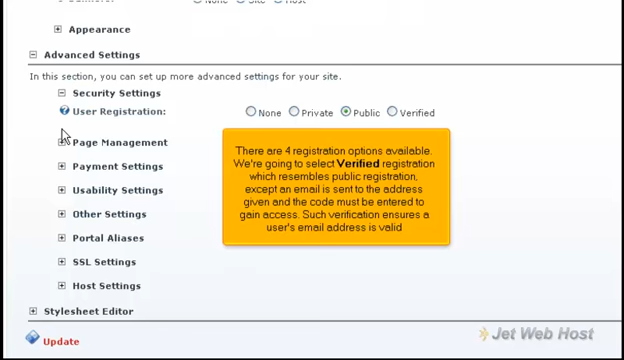 None Site Host
Appearance
Advanced Settings
In this section, you can set up more advanced settings for your site.
Security Settings
User Registration: None Private Public Verified
Page Management
There are 4 registration options available.
We're going to select Verified registration
which resembles public registration,
except an email is sent to the address
given and the code must be entered to
gain access. Such verification ensures a
user's email address is valid
Payment Settings
Usability Settings
Other Settings
Portal Aliases
SSL Settings
Host Settings
Stylesheet Editor
Update
Jet Web Host